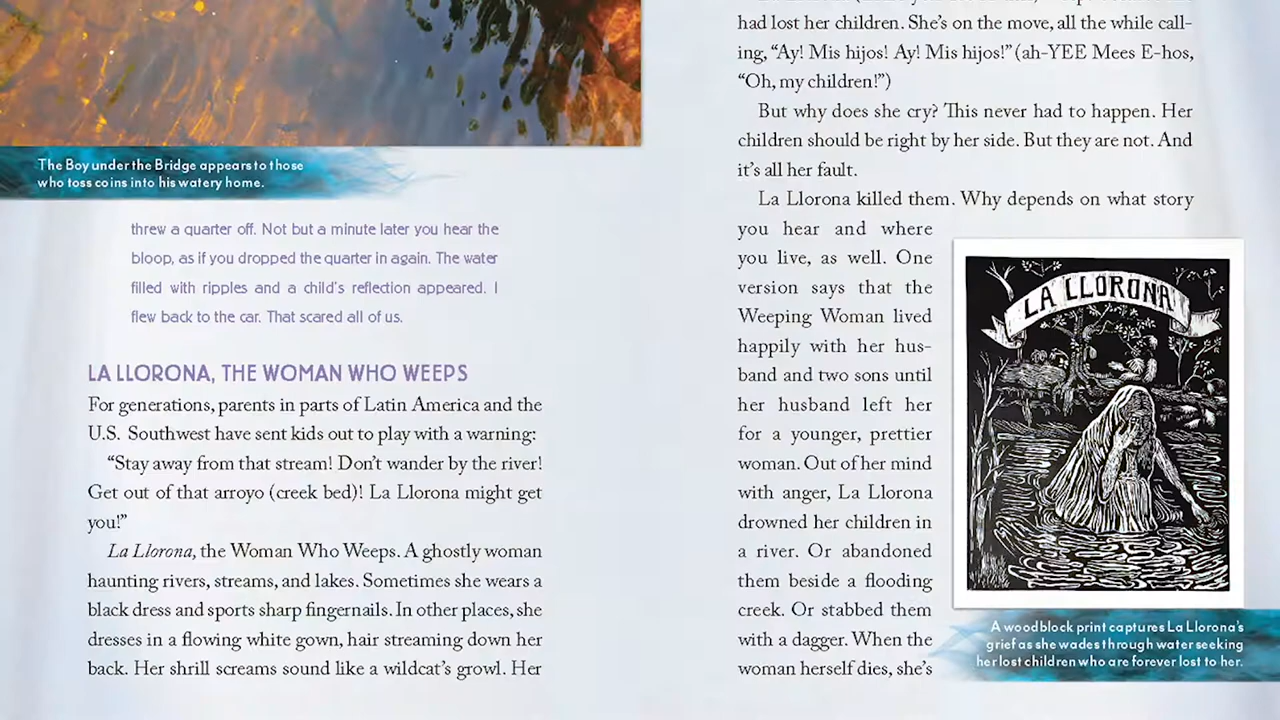 The Boy under the Bridge appears to those
who toss coins into his watery home.
threw a quarter off. Not but a minute later you hear the
bloop, as if you dropped the quarter in again. The water
filled with ripples and a child's reflection appeared. I
flew back to the car. That scared all of us.
LA LLORONA, THE WOMAN WHO WEEPS
For generations, parents in parts of Latin America and the
U.S. Southwest have sent kids out to play with a warning:
“Stay away from that stream! Don't wander by the river!
Get out of that arroyo (creek bed)! La Llorona might get
you!”
La Llorona, the Woman Who Weeps. A ghostly woman
haunting rivers, streams, and lakes. Sometimes she wears a
black dress and sports sharp fingernails. In other places, she
dresses in a flowing white gown, hair streaming down her
back. Her shrill screams sound like a wildcat's growl. Her
had lost her children. She's on the move, all the while call-
ing, “Ay! Mis hijos! Ay! Mis hijos!” (ah-YEE Mees E-hos,
“Oh, my children!”)
But why does she cry? This never had to happen. Her
children should be right by her side. But they are not. And
it's all her fault.
La Llorona killed them. Why depends on what story
you hear and where
you live, as well. One
version says that the
Weeping Woman lived
happily with her hus-
band and two sons until
her husband left her
for a younger, prettier
woman. Out of her mind
with anger, La Llorona
drowned her children in
a river. Or abandoned
them beside a flooding
creek. Or stabbed them
with a dagger. When the
woman herself dies, she's
LA LLORONA
A woodblock print captures La Llorona's
grief as she wades through water seeking
her lost children who are forever lost to her.